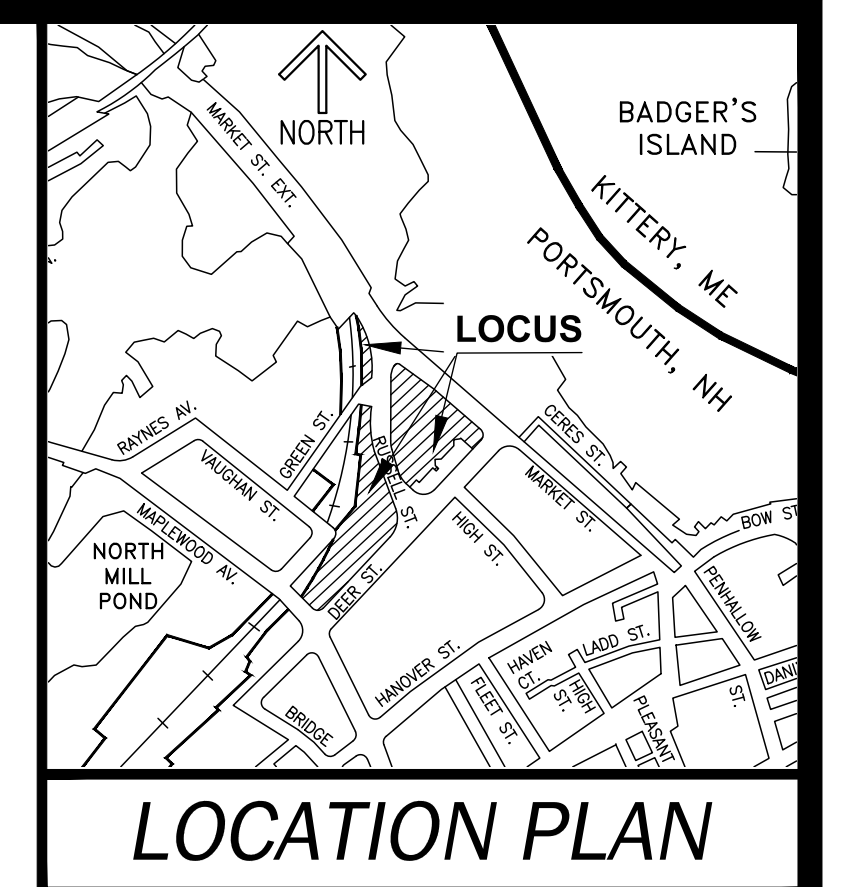 NORTH
MARKET ST. EXT.
BADGER'S
ISLAND
KITTERY, ME
PORTSMOUTH, NH
LOCUS
RAYNES AV.
VAUGHAN ST.
GREEN ST.
RUSSELL ST.
CERES ST.
MARKET ST.
BOW ST
MAPLEWOOD AV.
NORTH
MILL
POND
HIGH ST.
DEER ST.
PENHALLOW
ST.
HANOVER ST.
HAVEN
CT.
LADD ST.
HIGH
ST.
FLEET ST.
PLEASANT
BRIDGE
LOCATION PLAN